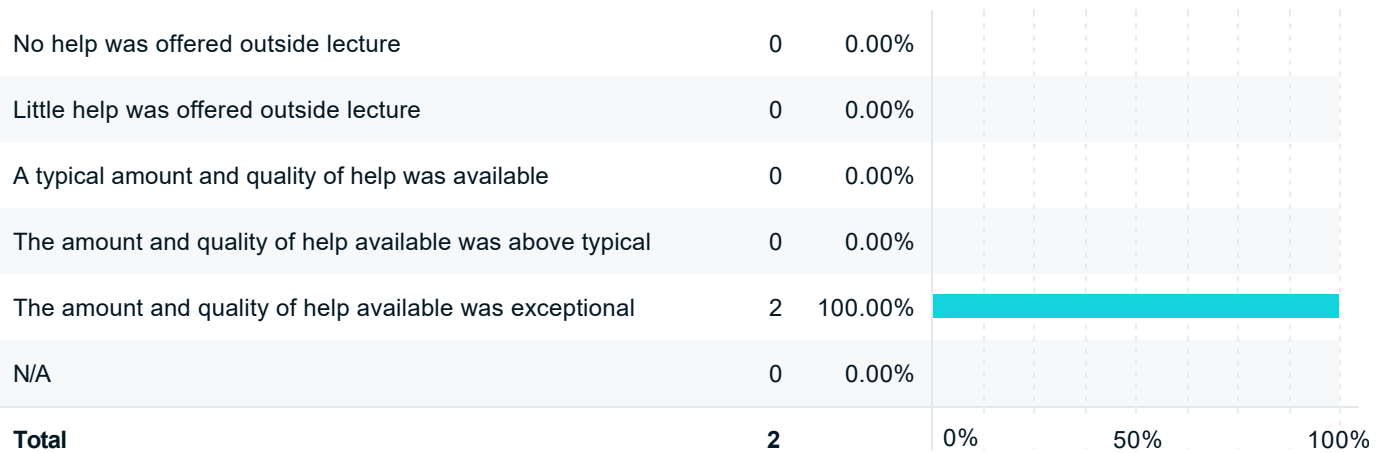 No help was offered outside lecture 0 0.00%
Little help was offered outside lecture 0 0.00%
A typical amount and quality of help was available 0 0.00%
The amount and quality of help available was above typical 0 0.00%
The amount and quality of help available was exceptional 2 100.00%
N/A 0 0.00%
Total 2 0% 50% 100%